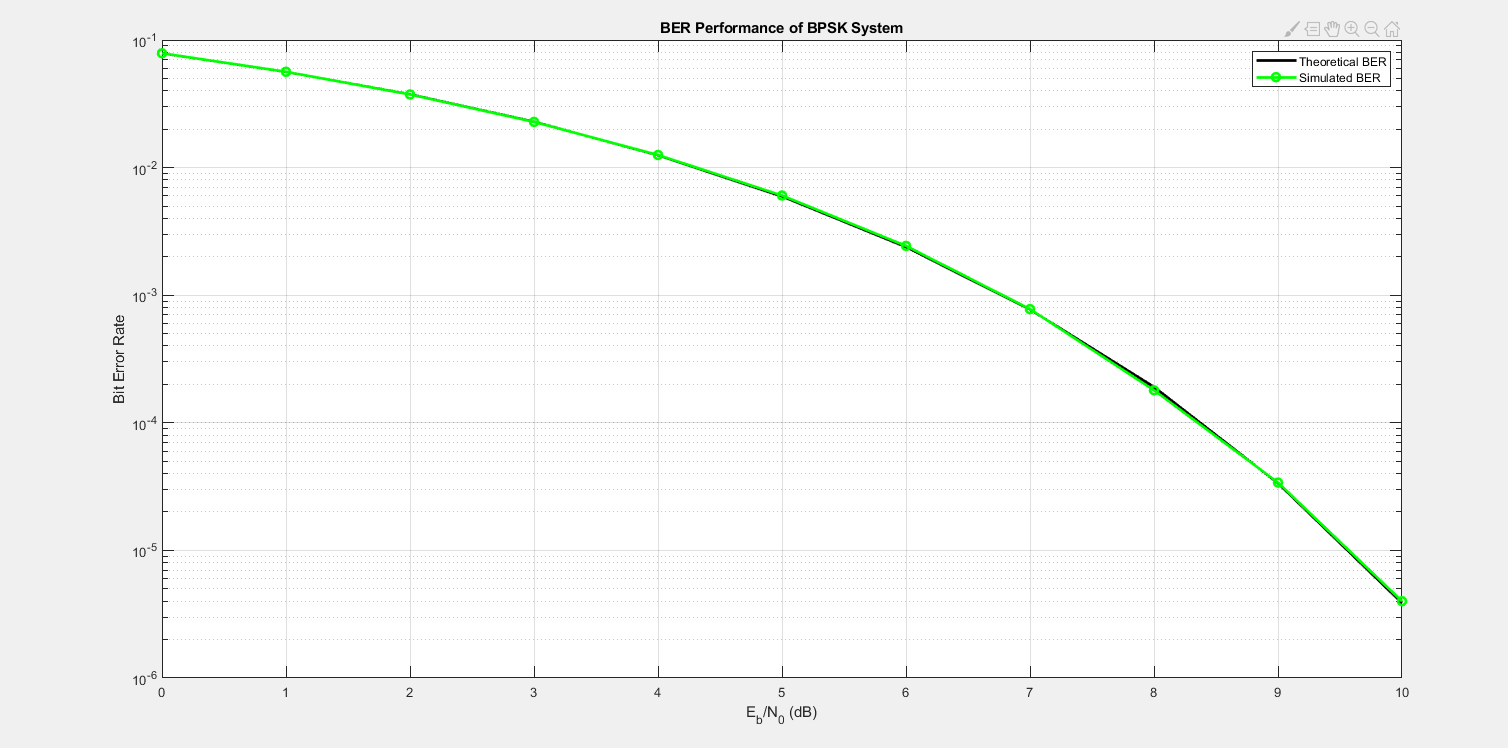 BER Performance of BPSK System
Theoretical BER
Simulated BER
10^-1
10^-2
10^-3
10^-4
10^-5
10^-6
Bit Error Rate
0 1 2 3 4 5 6 7 8 9 10
E_b/N_0 (dB)